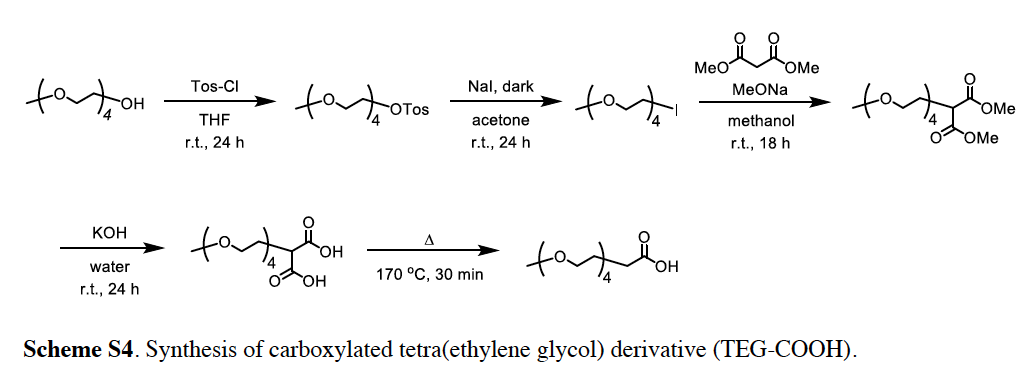 O
4
OH
Tos-Cl
THF
r.t., 24 h
O
4
OTos
NaI, dark
acetone
r.t., 24 h
O
4
I
O O
MeO OMe
MeONa
methanol
r.t., 18 h
O
4
O
OMe
O
OMe
KOH
water
r.t., 24 h
O
4
O
OH
O
OH
Δ
170 ºC, 30 min
O
4
O
OH
Scheme S4. Synthesis of carboxylated tetra(ethylene glycol) derivative (TEG-COOH).